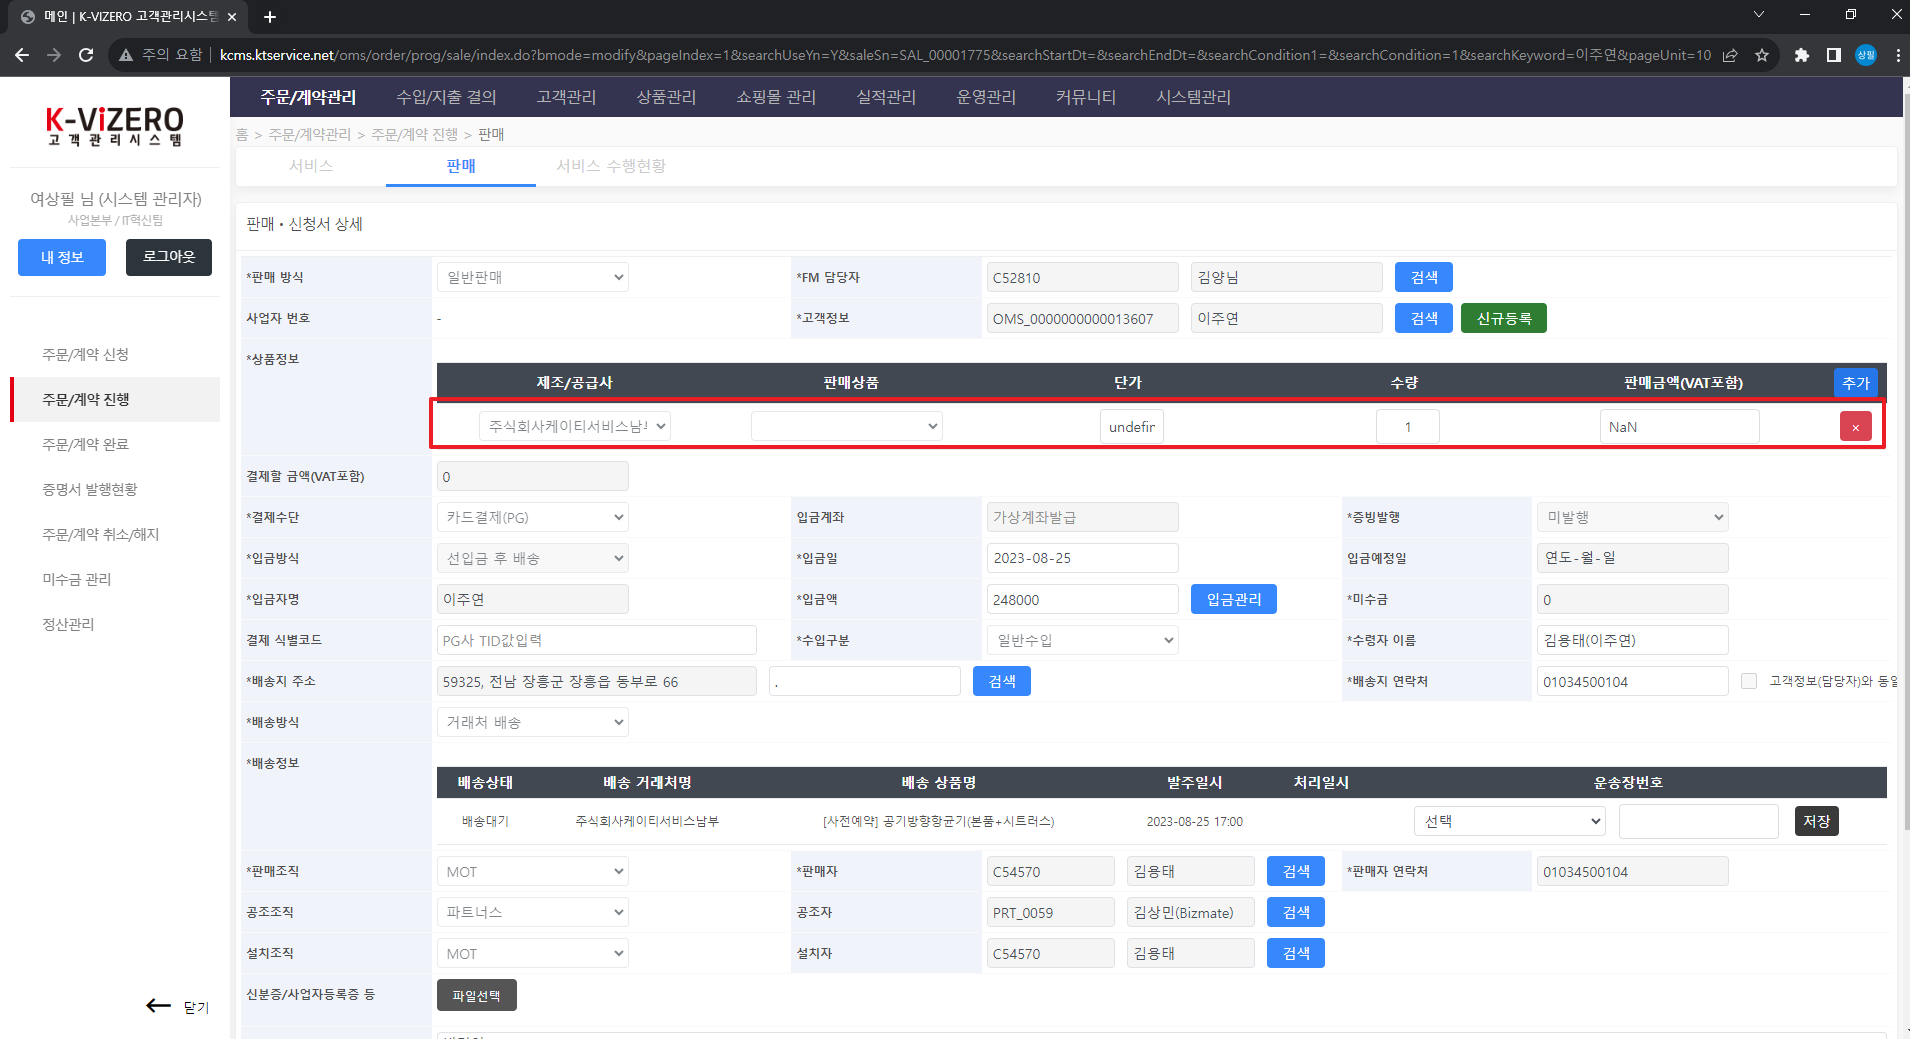 메인 | K-VIZERO 고객관리시스템
주의 요함 | kcms.ktservice.net/oms/order/prog/sale/index.do?bmode=modify&pageIndex=1&searchUseYn=Y&saleSn=SAL_00001775&searchStartDt=&searchEndDt=&searchCondition1=&searchCondition=1&searchKeyword=이주연&pageUnit=10
상필
K-ViZERO
고객관리시스템
주문/계약관리 수입/지출 결의 고객관리 상품관리 쇼핑몰 관리 실적관리 운영관리 커뮤니티 시스템관리
홈 > 주문/계약관리 > 주문/계약 진행 > 판매
서비스 판매 서비스 수행현황
여상필 님 (시스템 관리자)
사업본부 / IT혁신팀
내 정보 로그아웃
주문/계약 신청
주문/계약 진행
주문/계약 완료
증명서 발행현황
주문/계약 취소/해지
미수금 관리
정산관리
닫기
판매 • 신청서 상세
*판매 방식 일반판매 *FM 담당자 C52810 김양님 검색
사업자 번호 - *고객정보 OMS_0000000000013607 이주연 검색 신규등록
*상품정보
제조/공급사 판매상품 단가 수량 판매금액(VAT포함) 추가
주식회사케이티서비스남부 undefin 1 NaN ×
결제할 금액(VAT포함) 0
*결제수단 카드결제(PG) 입금계좌 가상계좌발급 *증빙발행 미발행
*입금방식 선입금 후 배송 *입금일 2023-08-25 입금예정일 연도-월-일
*입금자명 이주연 *입금액 248000 입금관리 *미수금 0
결제 식별코드 PG사 TID값입력 *수입구분 일반수입 *수령자 이름 김용태(이주연)
*배송지 주소 59325, 전남 장흥군 장흥읍 동부로 66 . 검색 *배송지 연락처 01034500104 고객정보(담당자)와 동일
*배송방식 거래처 배송
*배송정보
배송상태 배송 거래처명 배송 상품명 발주일시 처리일시 운송장번호
배송대기 주식회사케이티서비스남부 [사전예약] 공기방향항균기(본품+시트러스) 2023-08-25 17:00 선택 저장
*판매조직 MOT *판매자 C54570 김용태 검색 *판매자 연락처 01034500104
공조조직 파트너스 공조자 PRT_0059 김상민(Bizmate) 검색
설치조직 MOT 설치자 C54570 김용태 검색
신분증/사업자등록증 등 파일선택